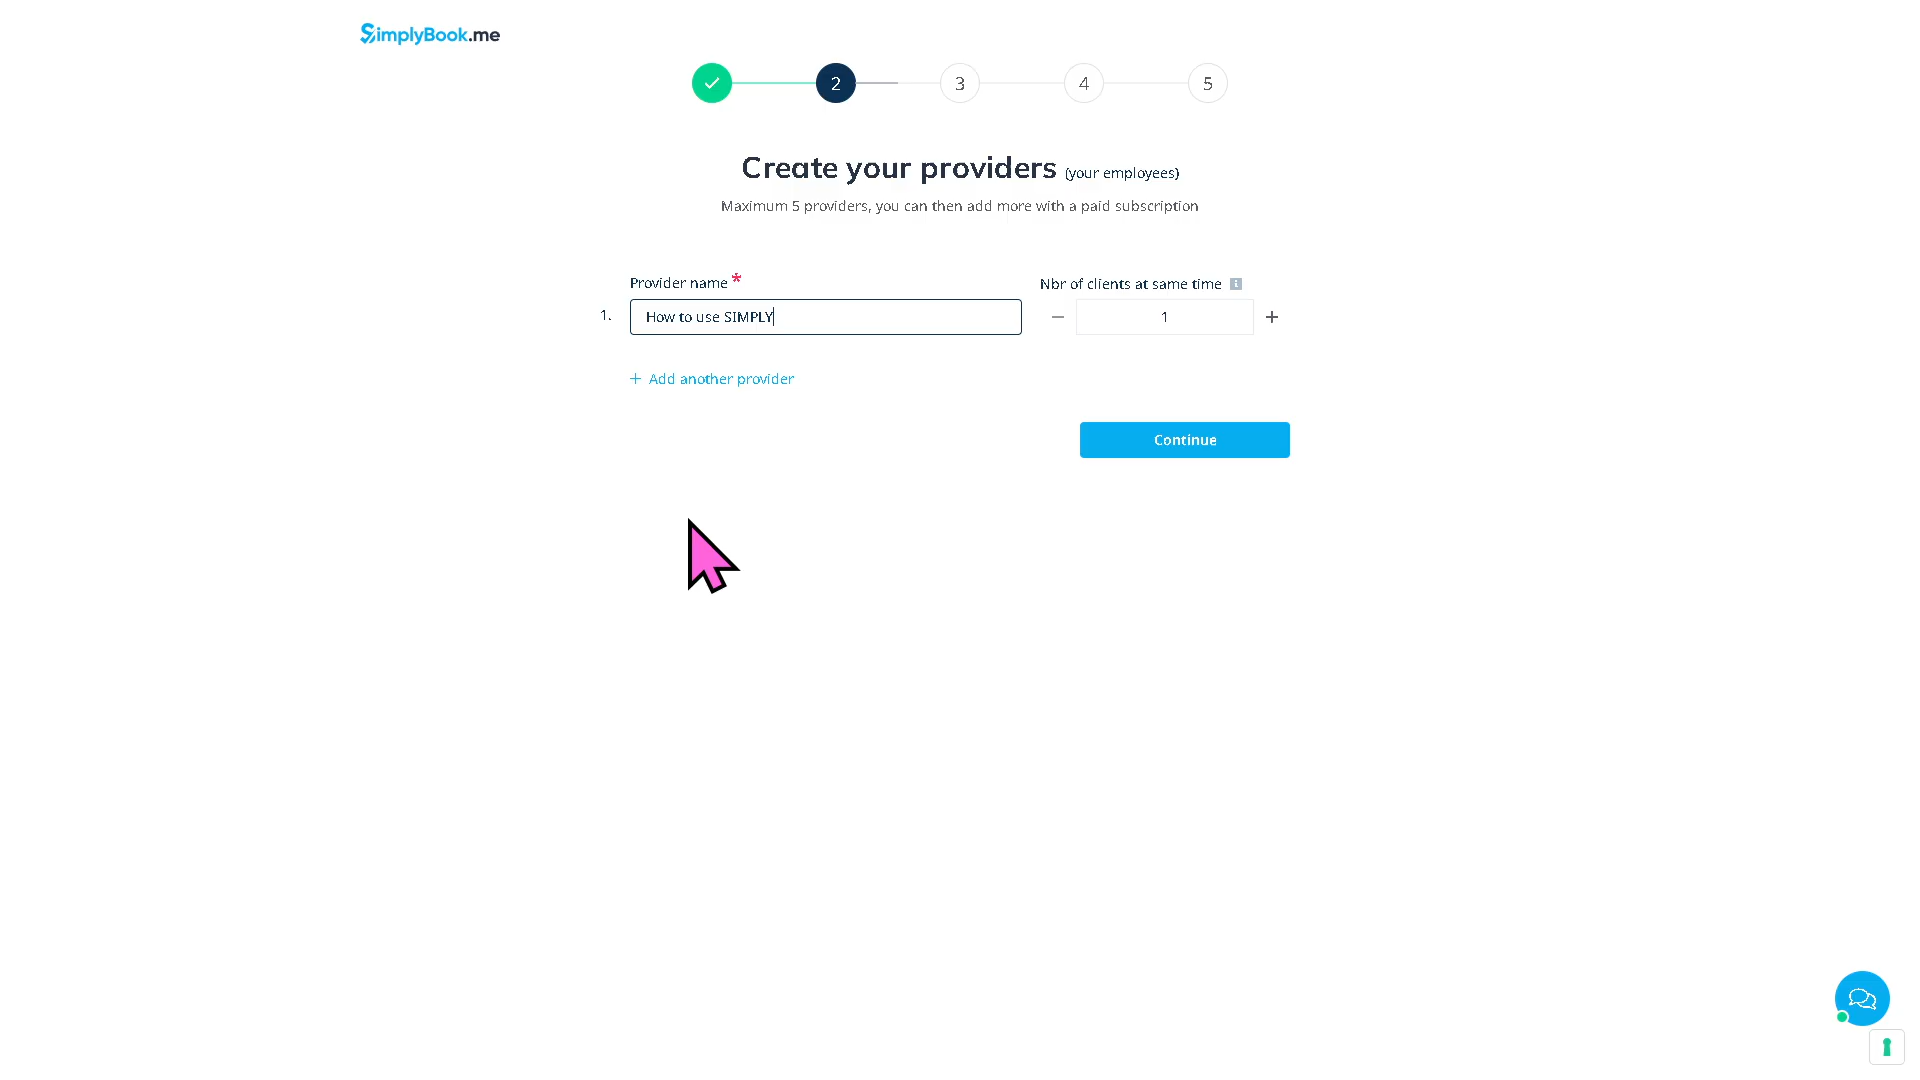 SimplyBook.me
2
3
4
5
Create your providers (your employees)
Maximum 5 providers, you can then add more with a paid subscription
Provider name *
Nbr of clients at same time
1.
How to use SIMPLY
1
+ Add another provider
Continue